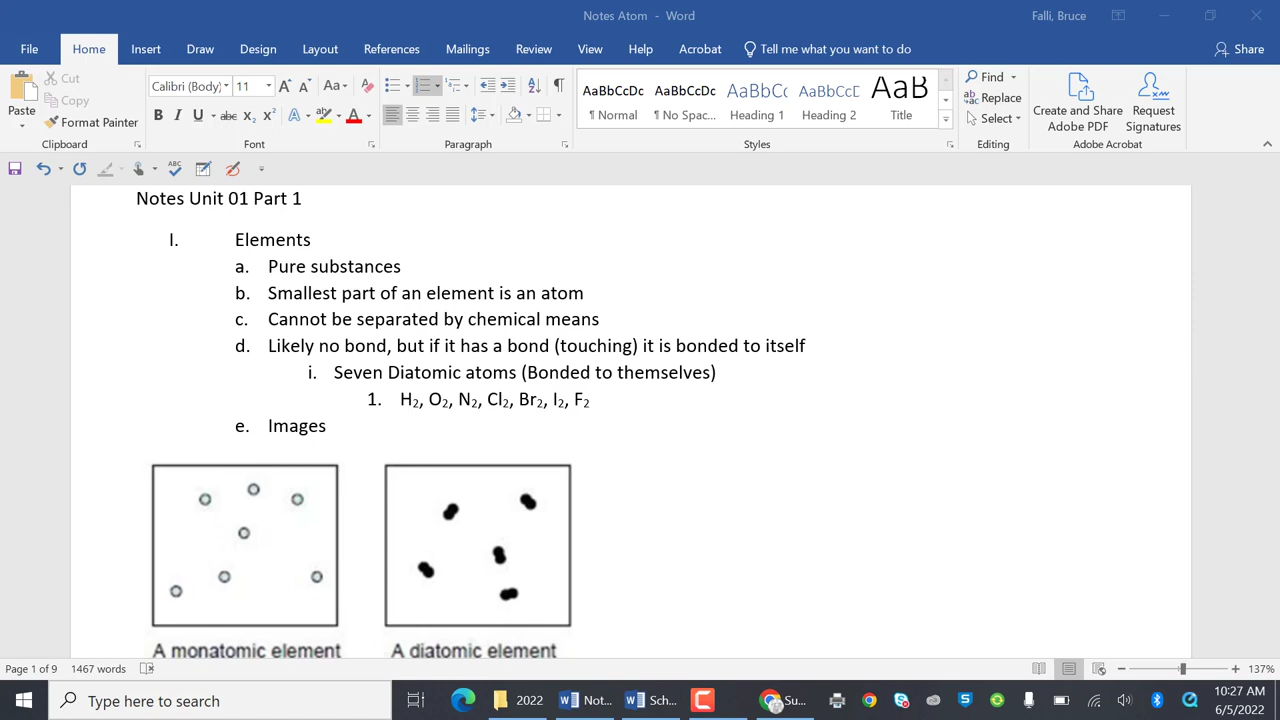 Notes Atom - Word
Falli, Bruce
File Home Insert Draw Design Layout References Mailings Review View Help Acrobat Tell me what you want to do Share
Paste
Cut
Copy
Format Painter
Calibri (Body) 11
AaBbCcDc AaBbCcDc AaBbCc AaBbCcD AaB
¶ Normal ¶ No Spac... Heading 1 Heading 2 Title
Find
Replace
Select
Create and Share Adobe PDF
Request Signatures
Clipboard Font Paragraph Styles Editing Adobe Acrobat
Notes Unit 01 Part 1
I. Elements
a. Pure substances
b. Smallest part of an element is an atom
c. Cannot be separated by chemical means
d. Likely no bond, but if it has a bond (touching) it is bonded to itself
i. Seven Diatomic atoms (Bonded to themselves)
1. H₂, O₂, N₂, Cl₂, Br₂, I₂, F₂
e. Images
A monatomic element A diatomic element
Page 1 of 9 1467 words 137%
Type here to search 2022 Not... Sch... Su... 10:27 AM
6/5/2022